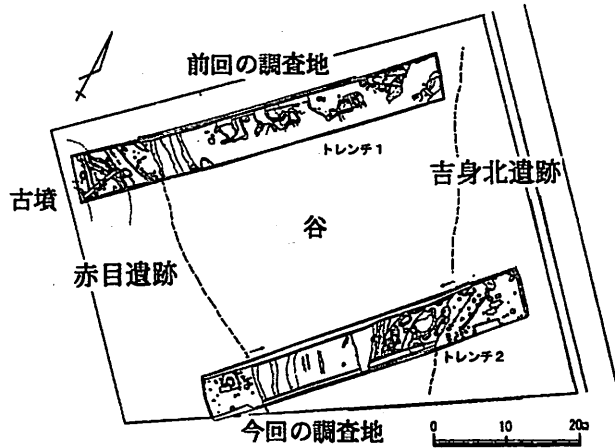 前回の調査地
トレンチ1
吉身北遺跡
古墳
谷
赤目遺跡
トレンチ2
今回の調査地
0 10 20m